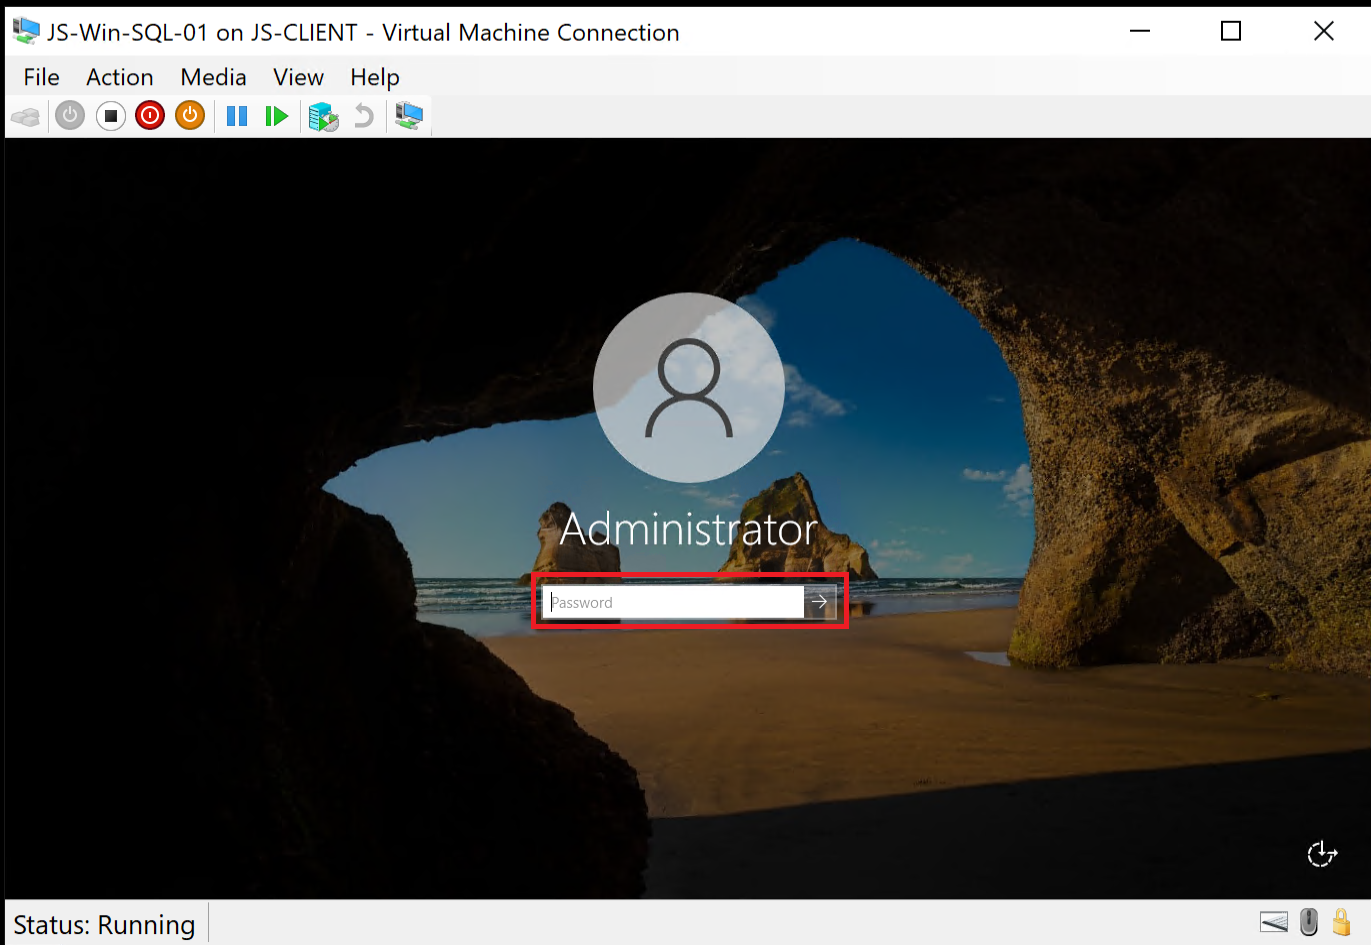 JS-Win-SQL-01 on JS-CLIENT - Virtual Machine Connection
File Action Media View Help
Administrator
Password
Status: Running